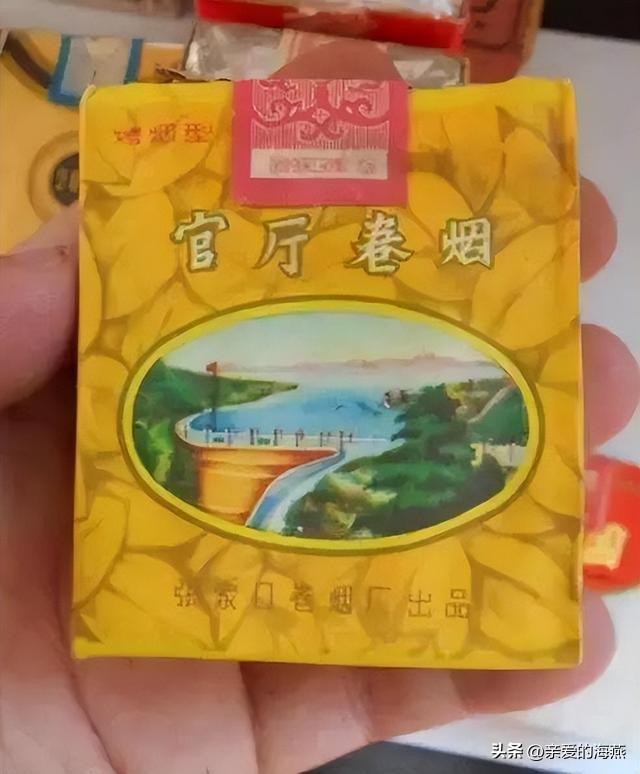 烤烟型
官厅卷烟
张家口卷烟厂出品
头条 @亲爱的海燕